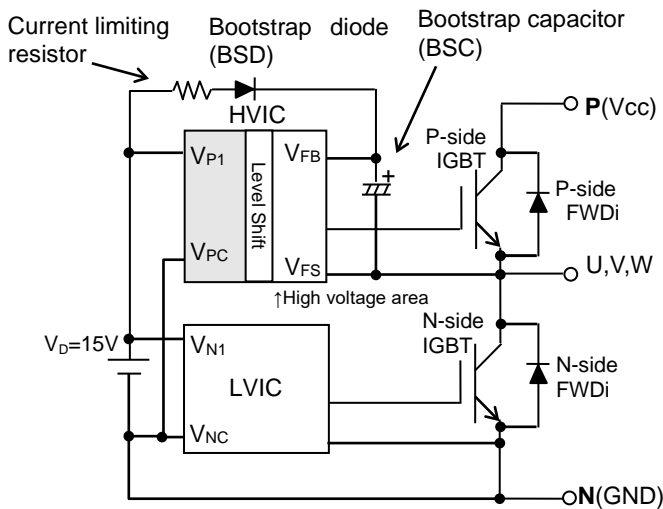 Current limiting
resistor
Bootstrap diode
(BSD)
Bootstrap capacitor
(BSC)
HVIC
P(Vcc)
VP1
Level Shift
VFB
+
P-side
IGBT
P-side
FWDi
VPC
VFS
U,V,W
↑High voltage area
VD=15V
VN1
LVIC
N-side
IGBT
N-side
FWDi
VNC
N(GND)